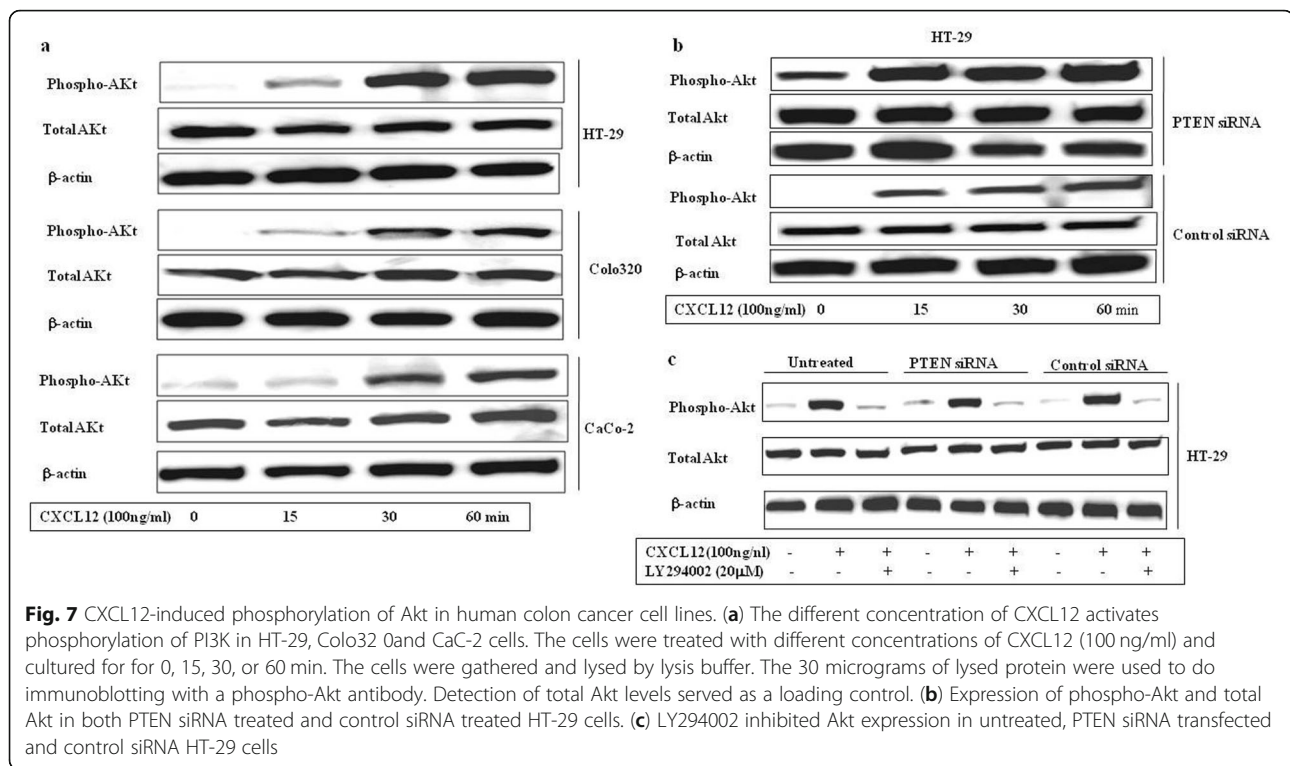 a
Phospho-AKt
Total AKt
HT-29
β-actin
Phospho-AKt
Total AKt
Colo320
β-actin
Phospho-AKt
Total AKt
CaCo-2
β-actin
CXCL12 (100ng/ml) 0 15 30 60 min
b
HT-29
Phospho-Akt
Total Akt
PTEN siRNA
β-actin
Phospho-Akt
Total Akt
Control siRNA
β-actin
CXCL12 (100ng/ml) 0 15 30 60 min
c
Untreated PTEN siRNA Control siRNA
Phospho-Akt
Total Akt
HT-29
β-actin
CXCL12(100ng/nl) - + + - + + - + +
LY294002 (20µM) - - + - - + - - +
Fig. 7 CXCL12-induced phosphorylation of Akt in human colon cancer cell lines. (a) The different concentration of CXCL12 activates
phosphorylation of PI3K in HT-29, Colo32 0and CaC-2 cells. The cells were treated with different concentrations of CXCL12 (100 ng/ml) and
cultured for for 0, 15, 30, or 60 min. The cells were gathered and lysed by lysis buffer. The 30 micrograms of lysed protein were used to do
immunoblotting with a phospho-Akt antibody. Detection of total Akt levels served as a loading control. (b) Expression of phospho-Akt and total
Akt in both PTEN siRNA treated and control siRNA treated HT-29 cells. (c) LY294002 inhibited Akt expression in untreated, PTEN siRNA transfected
and control siRNA HT-29 cells